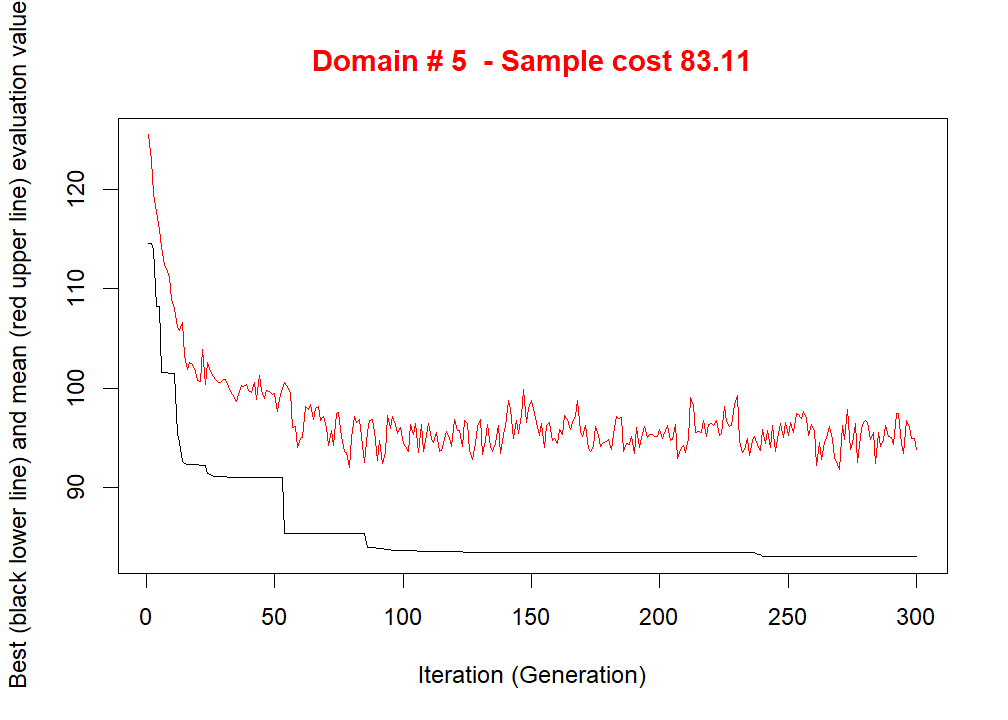 Domain # 5  - Sample cost 83.11
Best (black lower line) and mean (red upper line) evaluation value
120
110
100
90
0 50 100 150 200 250 300
Iteration (Generation)